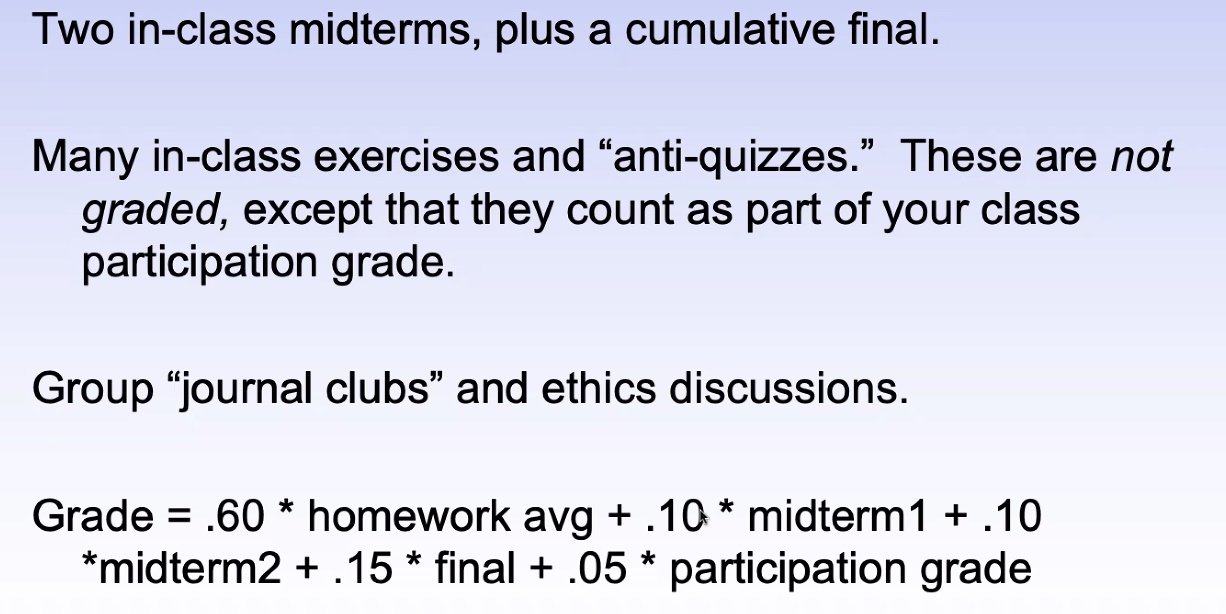 Two in-class midterms, plus a cumulative final.
Many in-class exercises and “anti-quizzes.”  These are not
graded, except that they count as part of your class
participation grade.
Group “journal clubs” and ethics discussions.
Grade = .60 * homework avg + .10 * midterm1 + .10
*midterm2 + .15 * final + .05 * participation grade